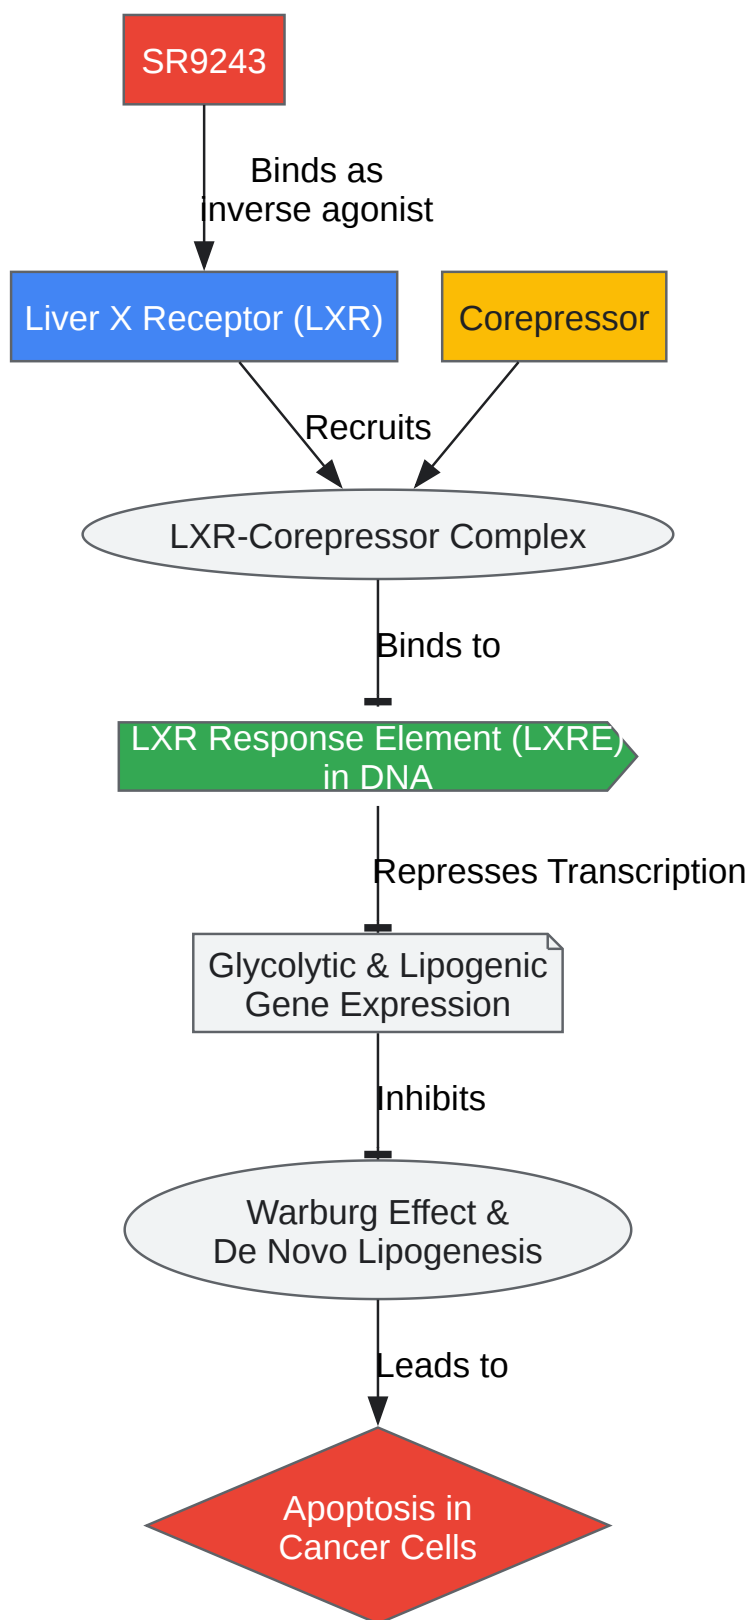 SR9243
Binds as
inverse agonist
Liver X Receptor (LXR)
Corepressor
Recruits
LXR-Corepressor Complex
Binds to
LXR Response Element (LXRE)
in DNA
Represses Transcription
Glycolytic & Lipogenic
Gene Expression
Inhibits
Warburg Effect &
De Novo Lipogenesis
Leads to
Apoptosis in
Cancer Cells